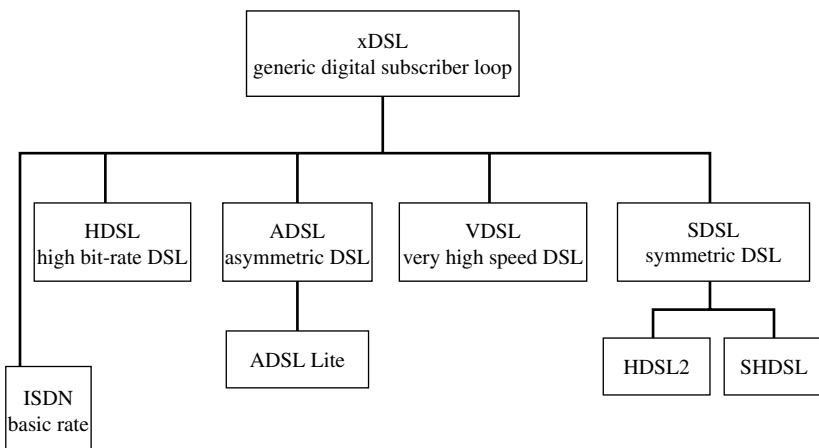 xDSL
generic digital subscriber loop
HDSL
high bit-rate DSL
ADSL
asymmetric DSL
VDSL
very high speed DSL
SDSL
symmetric DSL
ADSL Lite
HDSL2
SHDSL
ISDN
basic rate